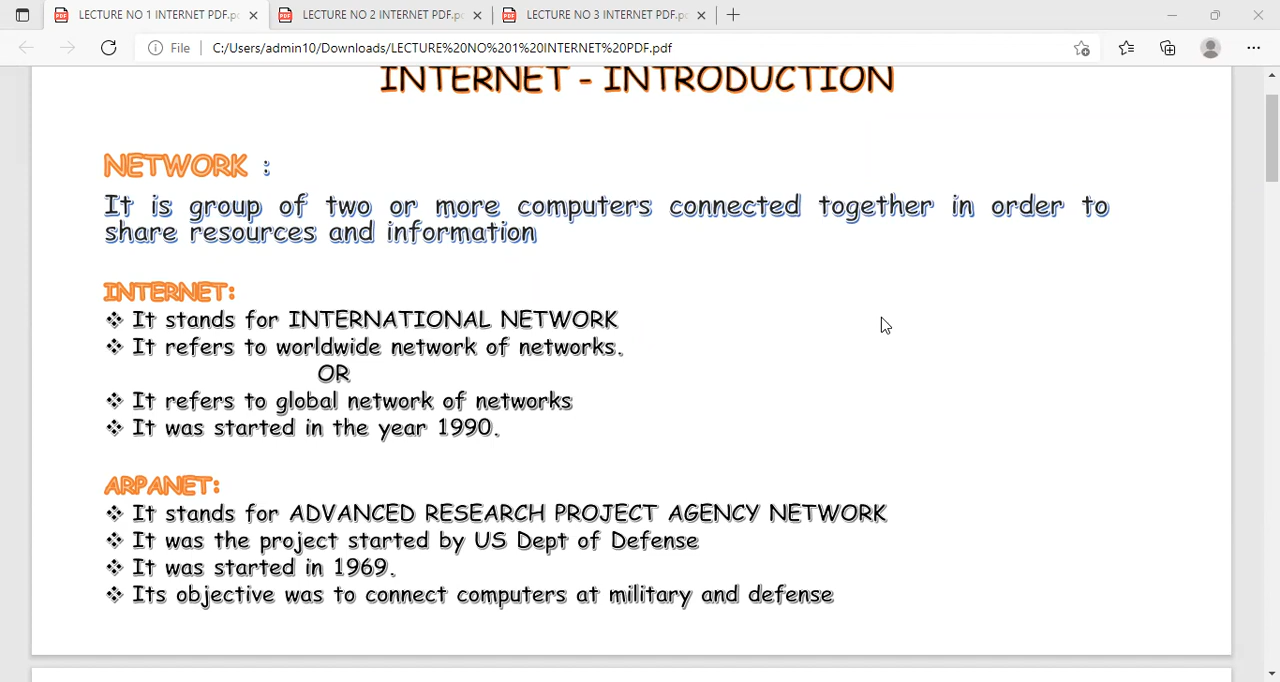 LECTURE NO 1 INTERNET PDF.p
LECTURE NO 2 INTERNET PDF.p
LECTURE NO 3 INTERNET PDF.p
File
C:/Users/admin10/Downloads/LECTURE%20NO%201%20INTERNET%20PDF.pdf
INTERNET - INTRODUCTION
NETWORK :
It is group of two or more computers connected together in order to
share resources and information
INTERNET:
❖ It stands for INTERNATIONAL NETWORK
❖ It refers to worldwide network of networks.
OR
❖ It refers to global network of networks
❖ It was started in the year 1990.
ARPANET:
❖ It stands for ADVANCED RESEARCH PROJECT AGENCY NETWORK
❖ It was the project started by US Dept of Defense
❖ It was started in 1969.
❖ Its objective was to connect computers at military and defense